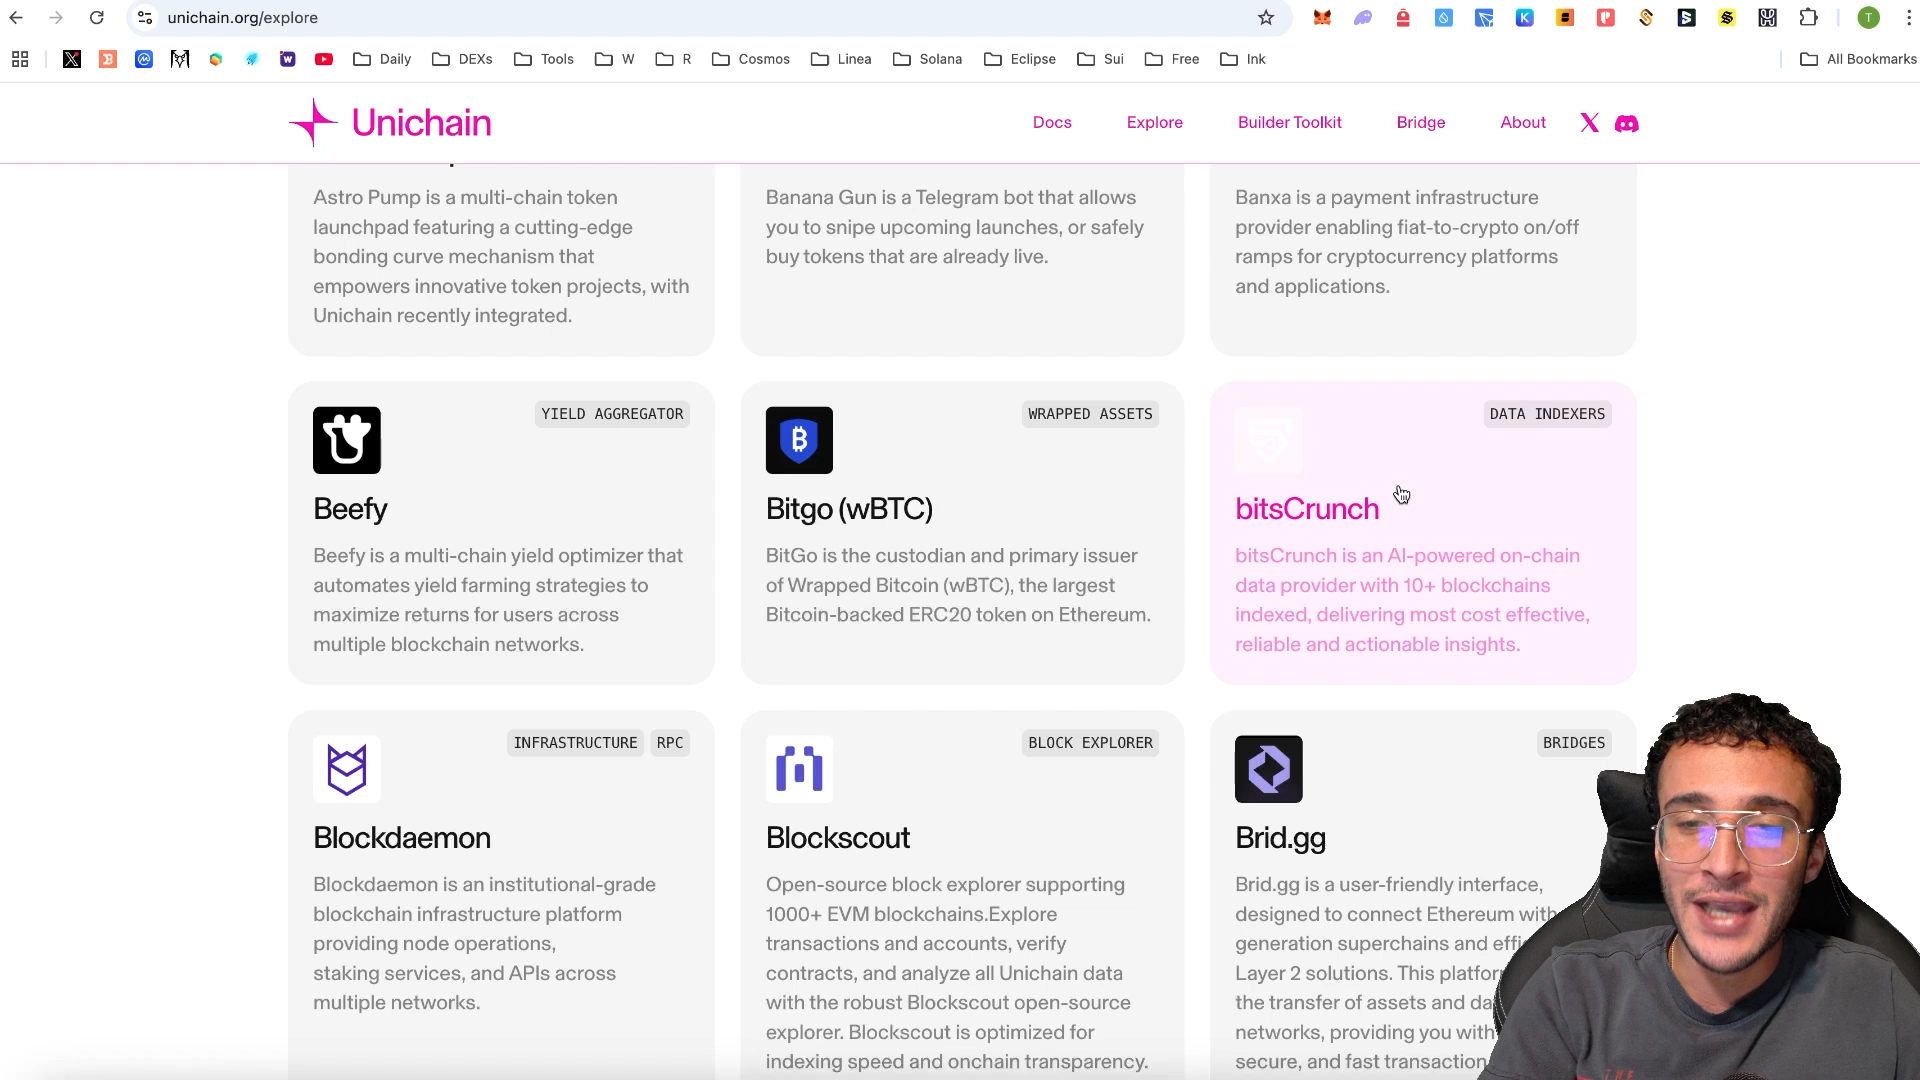 unichain.org/explore
T
Daily
DEXs
Tools
W
R
Cosmos
Linea
Solana
Eclipse
Sui
Free
Ink
All Bookmarks
Unichain
Docs
Explore
Builder Toolkit
Bridge
About
Astro Pump is a multi-chain token
launchpad featuring a cutting-edge
bonding curve mechanism that
empowers innovative token projects, with
Unichain recently integrated.
Banana Gun is a Telegram bot that allows
you to snipe upcoming launches, or safely
buy tokens that are already live.
Banxa is a payment infrastructure
provider enabling fiat-to-crypto on/off
ramps for cryptocurrency platforms
and applications.
YIELD AGGREGATOR
Beefy
Beefy is a multi-chain yield optimizer that
automates yield farming strategies to
maximize returns for users across
multiple blockchain networks.
WRAPPED ASSETS
Bitgo (wBTC)
BitGo is the custodian and primary issuer
of Wrapped Bitcoin (wBTC), the largest
Bitcoin-backed ERC20 token on Ethereum.
DATA INDEXERS
bitsCrunch
bitsCrunch is an AI-powered on-chain
data provider with 10+ blockchains
indexed, delivering most cost effective,
reliable and actionable insights.
INFRASTRUCTURE RPC
Blockdaemon
Blockdaemon is an institutional-grade
blockchain infrastructure platform
providing node operations,
staking services, and APIs across
multiple networks.
BLOCK EXPLORER
Blockscout
Open-source block explorer supporting
1000+ EVM blockchains.Explore
transactions and accounts, verify
contracts, and analyze all Unichain data
with the robust Blockscout open-source
explorer. Blockscout is optimized for
indexing speed and onchain transparency.
BRIDGES
Brid.gg
Brid.gg is a user-friendly interface,
designed to connect Ethereum with
generation superchains and
Layer 2 solutions. This
the transfer of assets and
networks, providing you with
secure, and fast